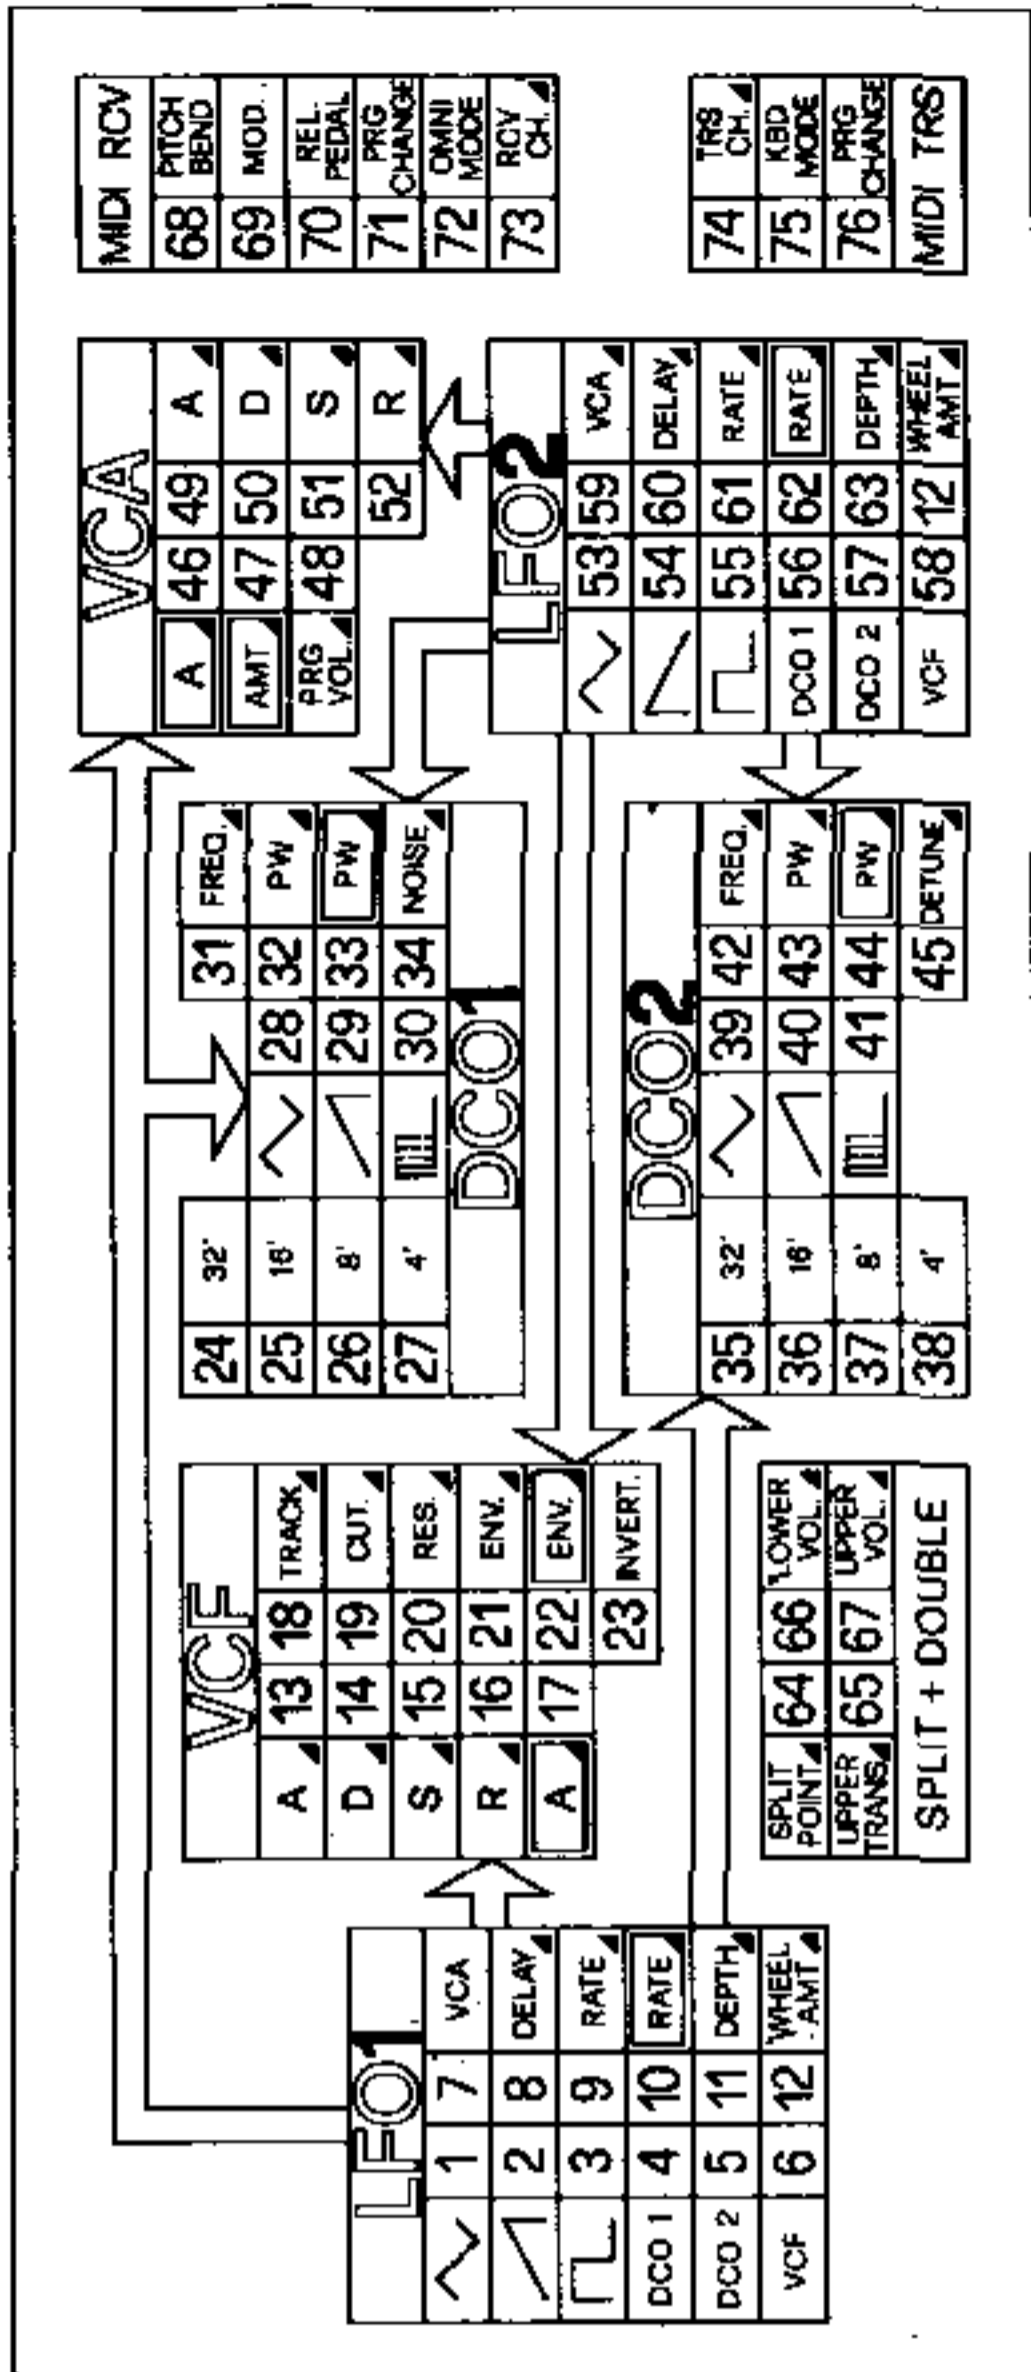 LFO1
1 7 VCA
2 8 DELAY
3 9 RATE
DCO 1 4 10 RATE
DCO 2 5 11 DEPTH
VCF 6 12 WHEEL AMT
VCF
A 13 18 TRACK
D 14 19 CUT.
S 15 20 RES.
R 16 21 ENV.
A 17 22 ENV.
23 INVERT.
SPLIT POINT 64 66 LOWER VOL.
UPPER TRANS. 65 67 UPPER VOL.
SPLIT + DOUBLE
24 32' 31 FREQ.
25 16' 28 32 PW
26 8' 29 33 PW
27 4' 30 34 NOISE
DCO1
DCO2
35 32' 39 42 FREQ.
36 16' 40 43 PW
37 8' 41 44 PW
38 4' 45 DETUNE
VCA
A 46 49 A
AMT 47 50 D
PRG VOL. 48 51 S
52 R
LFO2
53 59 VCA
54 60 DELAY
55 61 RATE
DCO 1 56 62 RATE
DCO 2 57 63 DEPTH
VCF 58 12 WHEEL AMT
MIDI RCV
68 PITCH BEND
69 MOD.
70 REL. PEDAL
71 PRG CHANGE
72 OMNI MODE
73 RCV CH.
74 TRS CH.
75 KBD MODE
76 PRG CHANGE
MIDI TRS